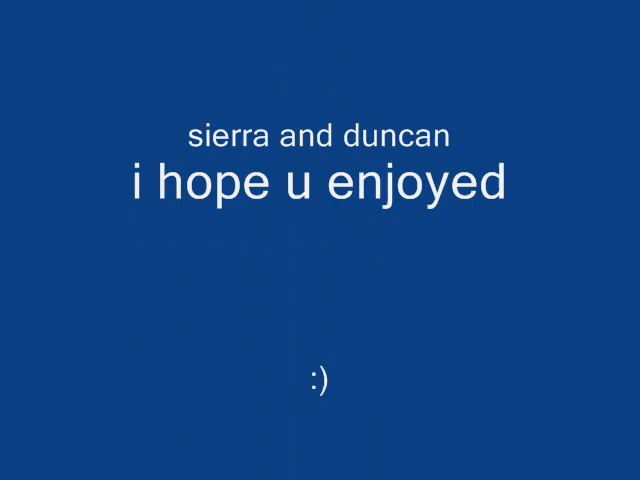 sierra and duncan
i hope u enjoyed
:)